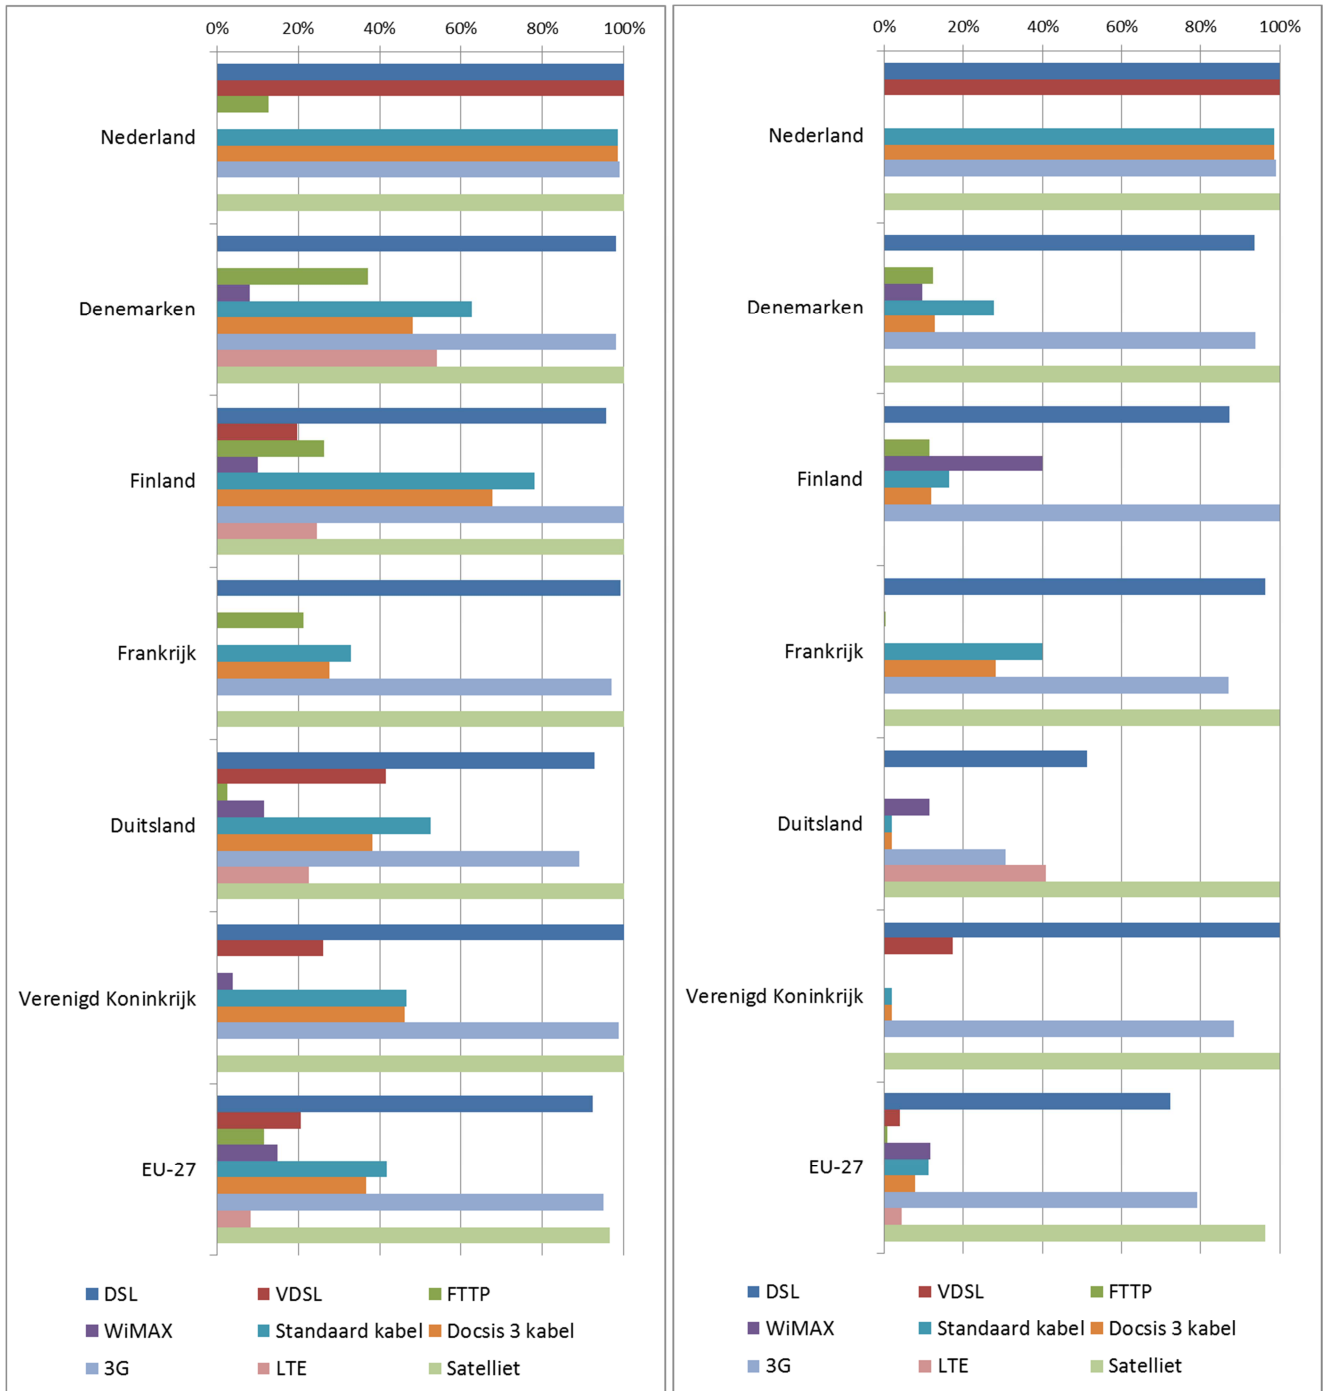 0% 20% 40% 60% 80% 100%
Nederland
Denemarken
Finland
Frankrijk
Duitsland
Verenigd Koninkrijk
EU-27
DSL VDSL FTTP
WiMAX Standaard kabel Docsis 3 kabel
3G LTE Satelliet
0% 20% 40% 60% 80% 100%
Nederland
Denemarken
Finland
Frankrijk
Duitsland
Verenigd Koninkrijk
EU-27
DSL VDSL FTTP
WiMAX Standaard kabel Docsis 3 kabel
3G LTE Satelliet